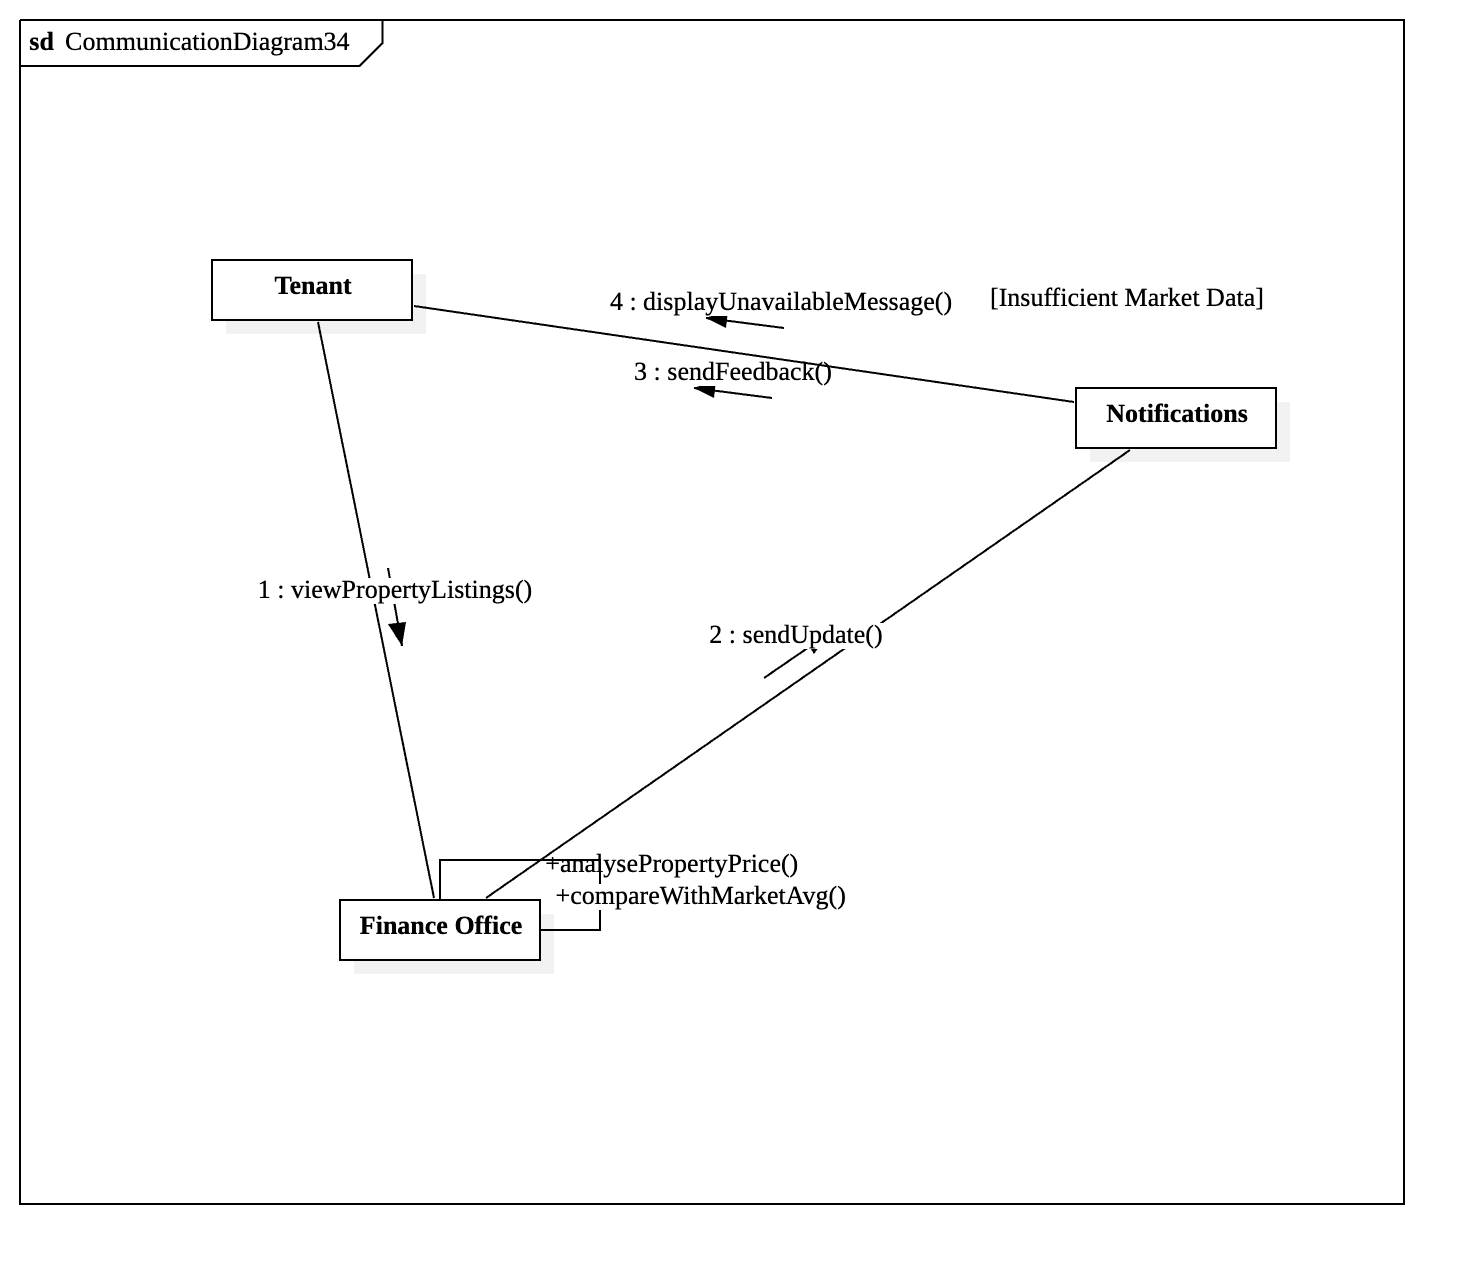 sd CommunicationDiagram34
Tenant
4 : displayUnavailableMessage()
[Insufficient Market Data]
3 : sendFeedback()
Notifications
1 : viewPropertyListings()
2 : sendUpdate()
+analysePropertyPrice()
+compareWithMarketAvg()
Finance Office